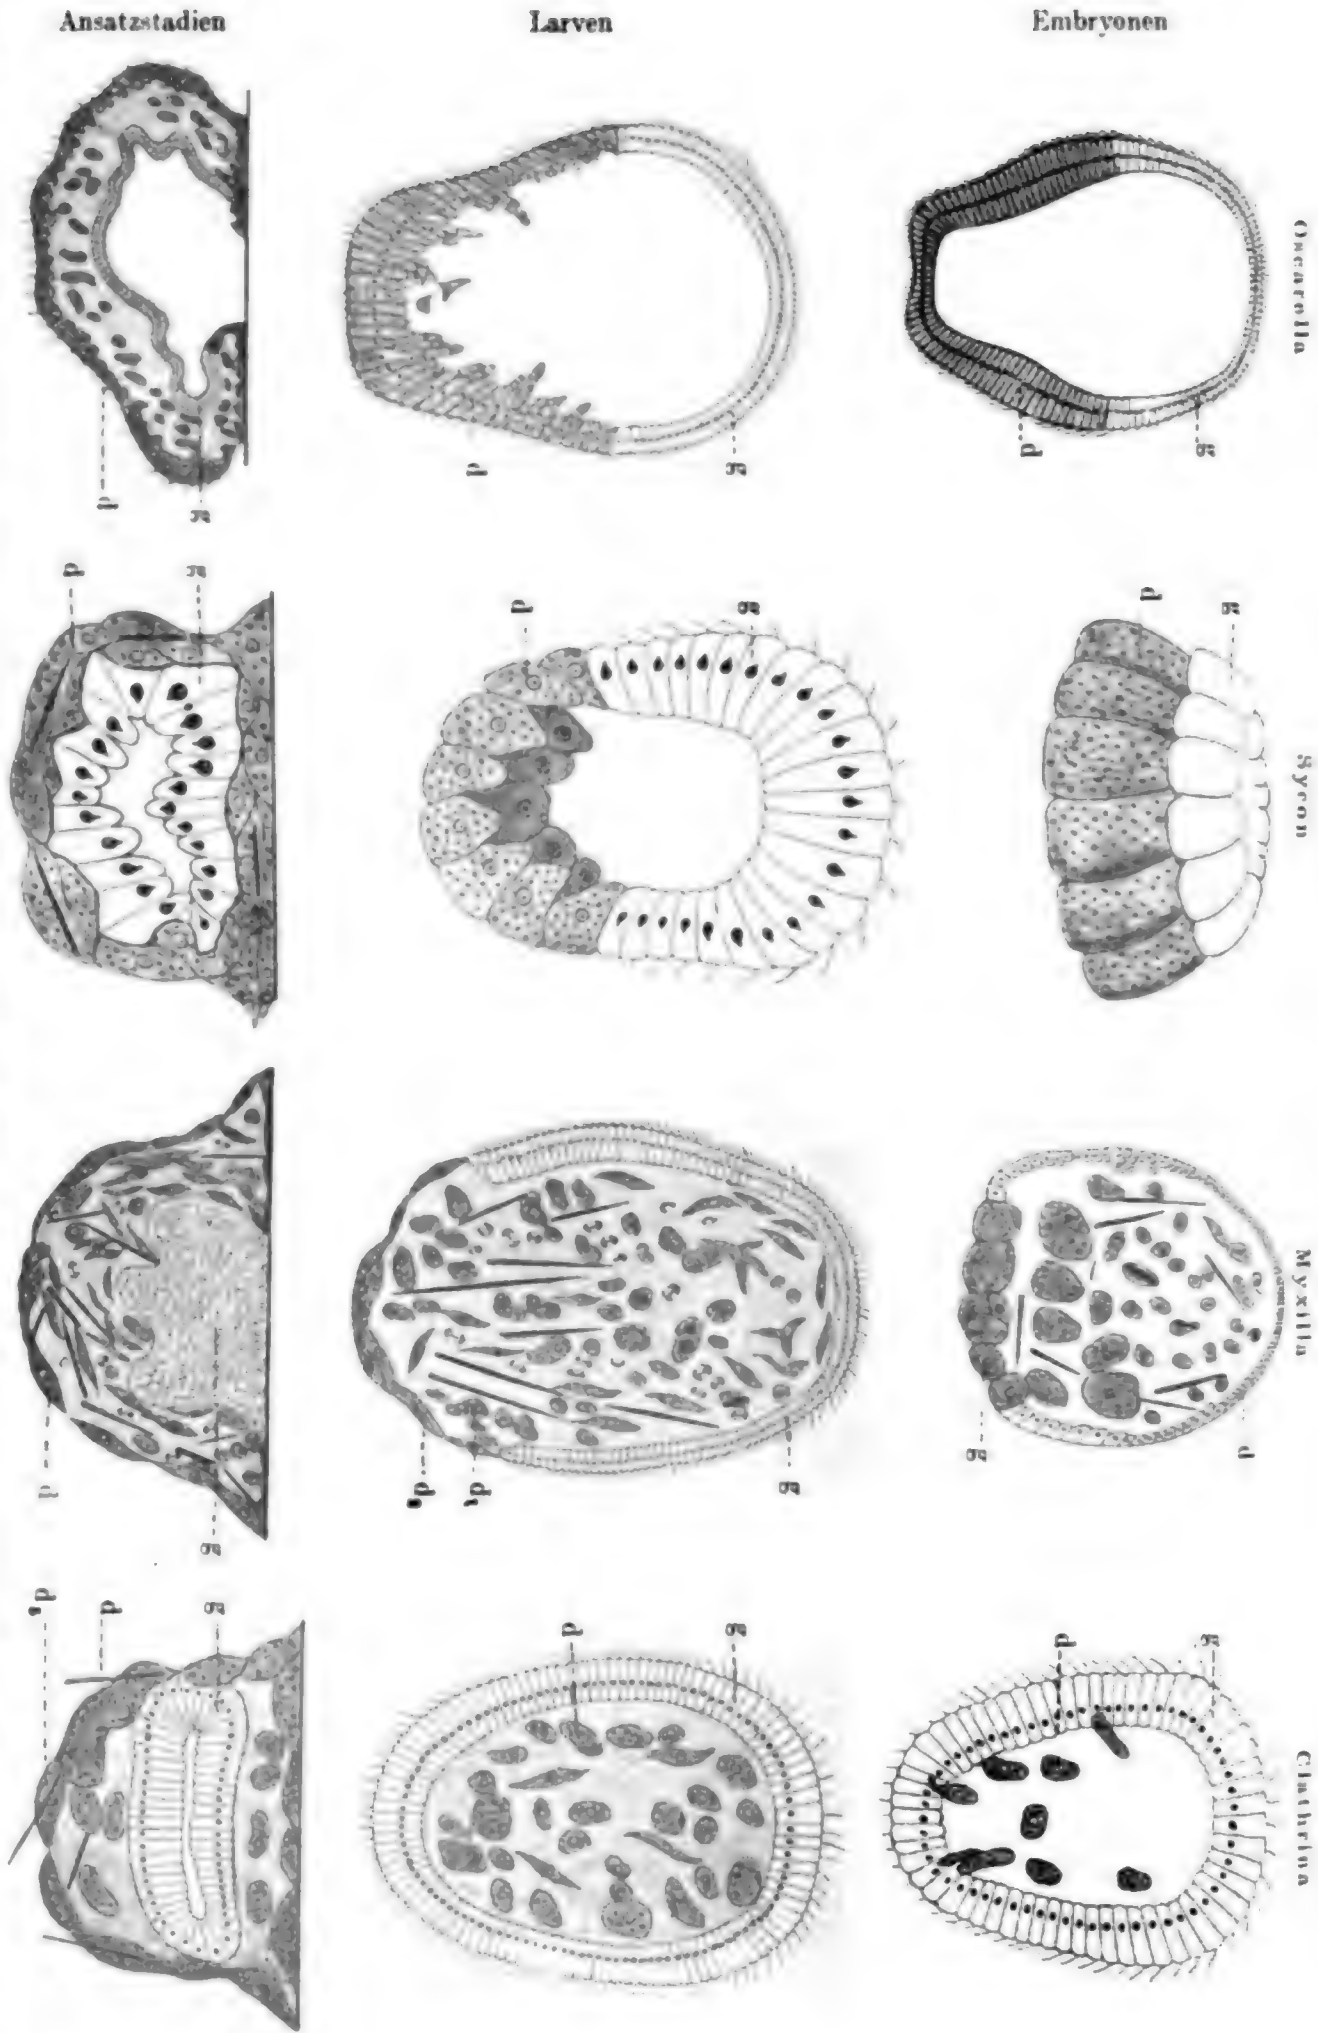 Ansatzstadien
Larven
Embryonen
Oscarella
g
d
g
d
g
d
Sycon
g
d
g
d
g
d
Myxilla
d
g
g
d
g
d
Clathrina
g
d
g
d
g
d